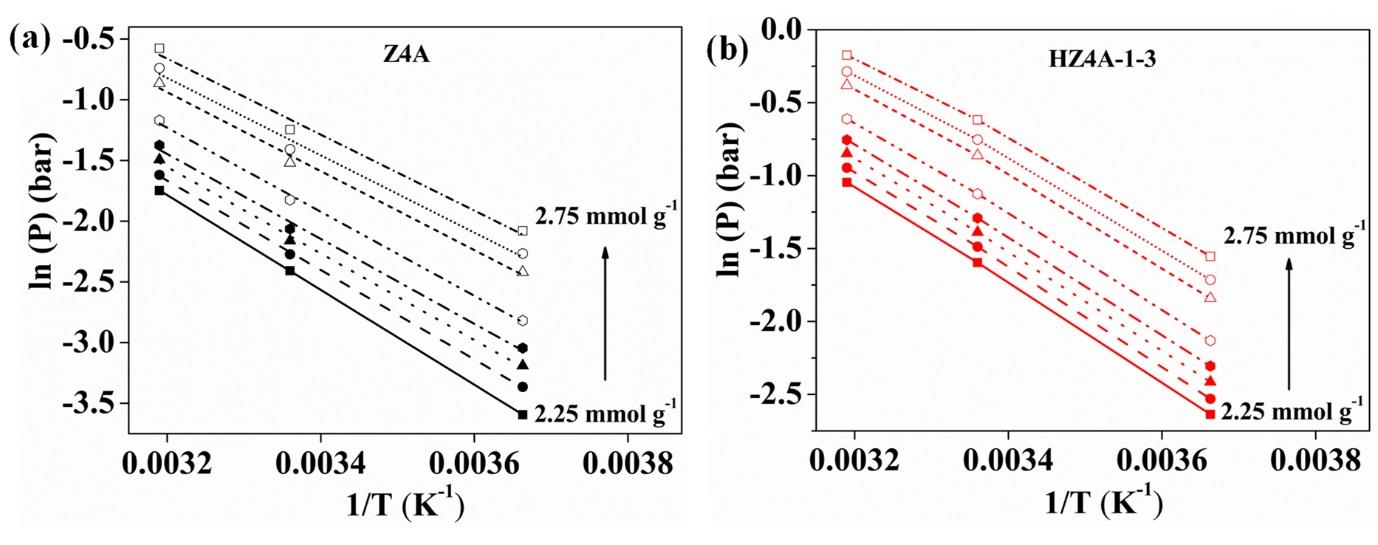 (a)
Z4A
-0.5
-1.0
-1.5
-2.0
-2.5
-3.0
-3.5
ln (P) (bar)
2.75 mmol g-1
2.25 mmol g-1
0.0032 0.0034 0.0036 0.0038
1/T (K-1)
(b)
HZ4A-1-3
0.0
-0.5
-1.0
-1.5
-2.0
-2.5
ln (P) (bar)
2.75 mmol g-1
2.25 mmol g-1
0.0032 0.0034 0.0036 0.0038
1/T (K-1)